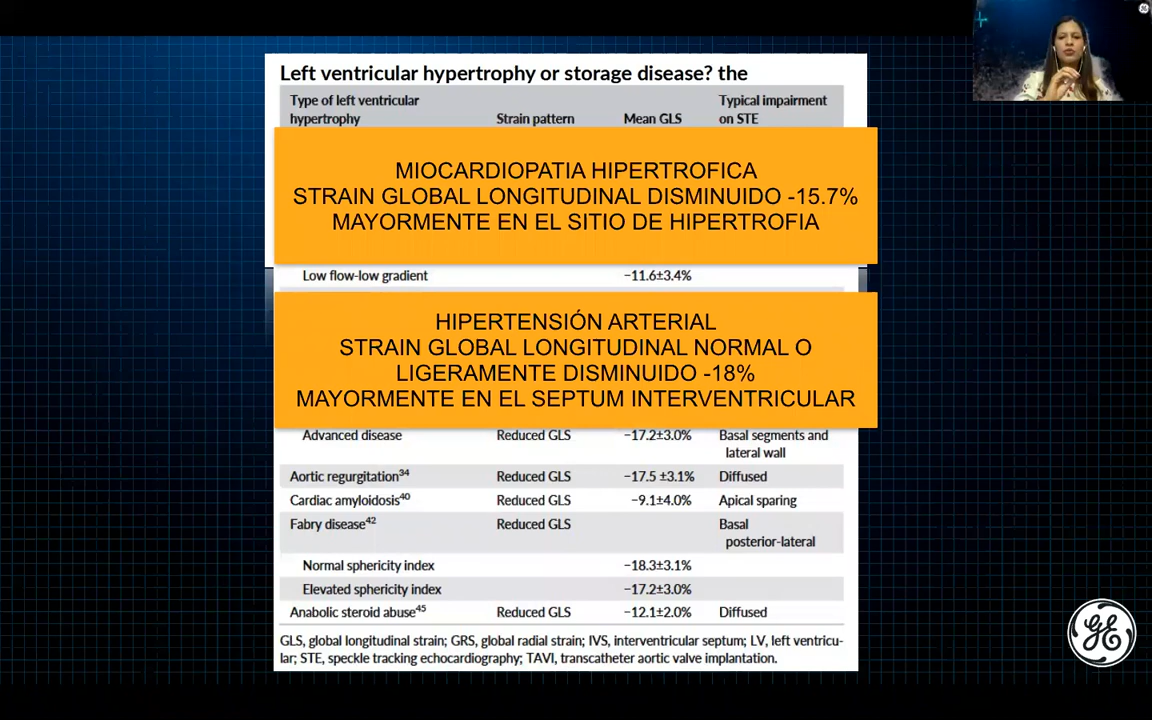 Left ventricular hypertrophy or storage disease? the
Type of left ventricular hypertrophy Strain pattern Mean GLS Typical impairment on STE
MIOCARDIOPATIA HIPERTROFICA
STRAIN GLOBAL LONGITUDINAL DISMINUIDO -15.7%
MAYORMENTE EN EL SITIO DE HIPERTROFIA
Low flow-low gradient −11.6±3.4%
HIPERTENSIÓN ARTERIAL
STRAIN GLOBAL LONGITUDINAL NORMAL O
LIGERAMENTE DISMINUIDO -18%
MAYORMENTE EN EL SEPTUM INTERVENTRICULAR
Advanced disease Reduced GLS −17.2±3.0% Basal segments and
lateral wall
Aortic regurgitation34 Reduced GLS −17.5 ±3.1% Diffused
Cardiac amyloidosis40 Reduced GLS −9.1±4.0% Apical sparing
Fabry disease42 Reduced GLS Basal
posterior-lateral
Normal sphericity index −18.3±3.1%
Elevated sphericity index −17.2±3.0%
Anabolic steroid abuse45 Reduced GLS −12.1±2.0% Diffused
GLS, global longitudinal strain; GRS, global radial strain; IVS, interventricular septum; LV, left ventricu-
lar; STE, speckle tracking echocardiography; TAVI, transcatheter aortic valve implantation.
GE